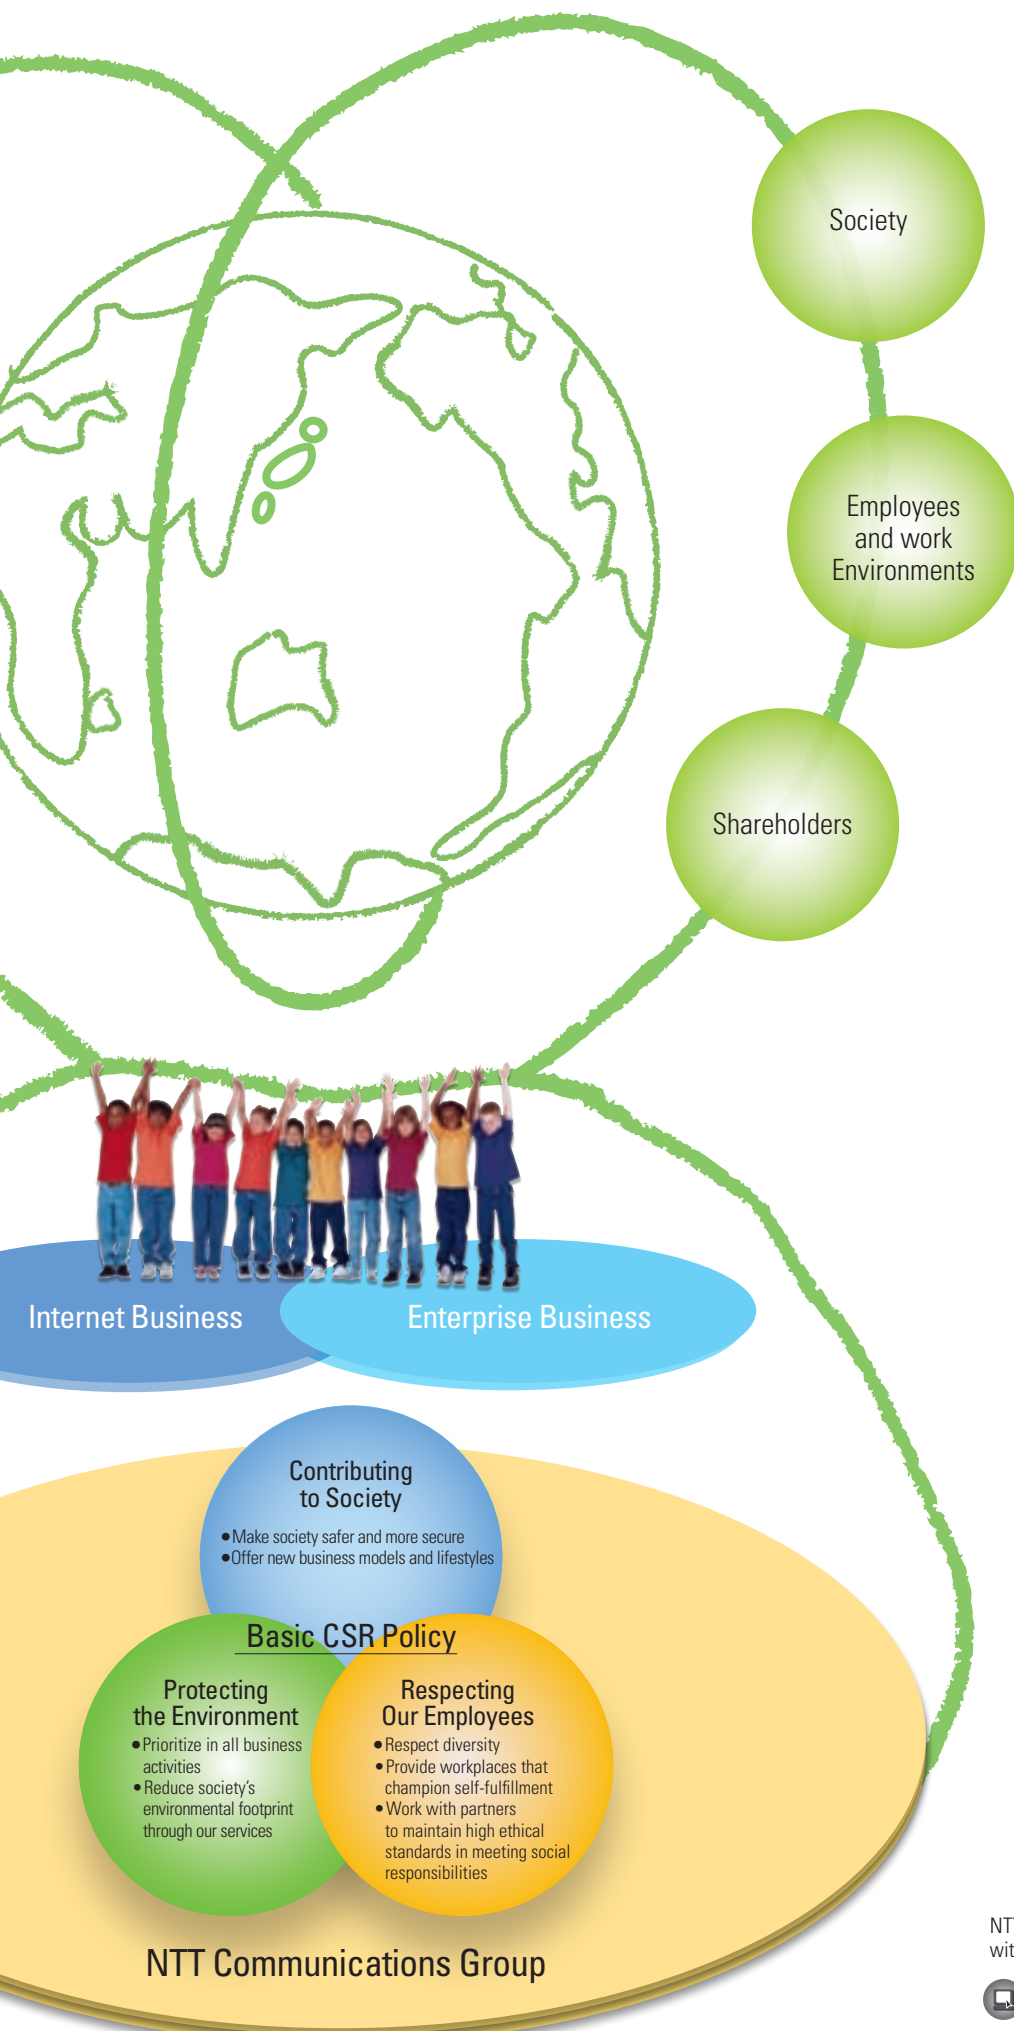 Society
Employees
and work
Environments
Shareholders
Internet Business
Enterprise Business
Contributing
to Society
●Make society safer and more secure
●Offer new business models and lifestyles
Basic CSR Policy
Protecting
the Environment
●Prioritize in all business
activities
●Reduce society's
environmental footprint
through our services
Respecting
Our Employees
●Respect diversity
●Provide workplaces that
champion self-fulfillment
●Work with partners
to maintain high ethical
standards in meeting social
responsibilities
NTT Communications Group